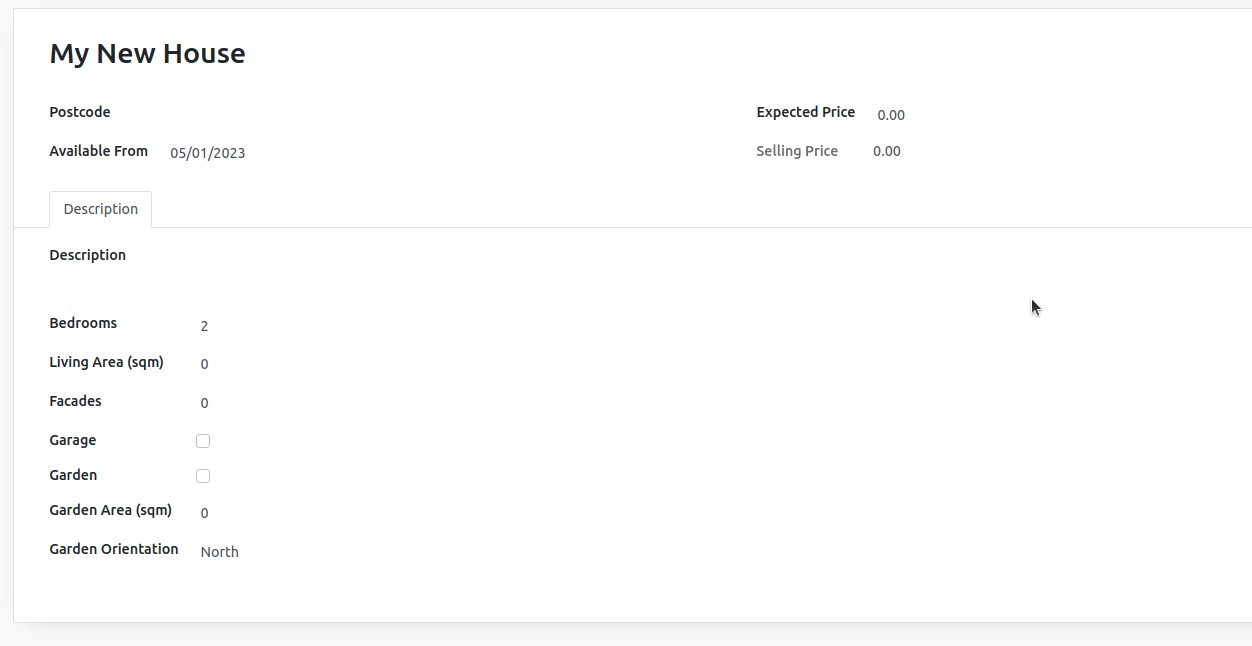 My New House
Postcode
Expected Price 0.00
Available From 05/01/2023
Selling Price 0.00
Description
Description
Bedrooms 2
Living Area (sqm) 0
Facades 0
Garage
Garden
Garden Area (sqm) 0
Garden Orientation North